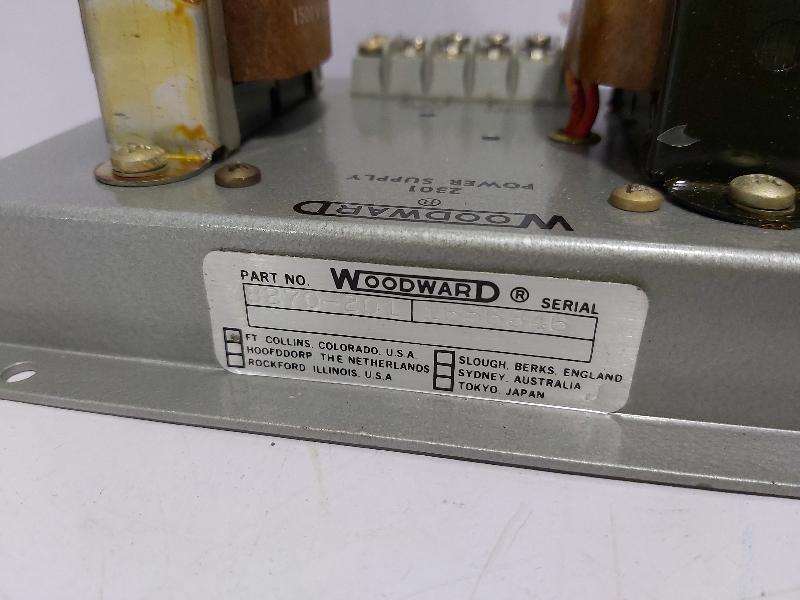 1500 V
2301
POWER SUPPLY
WOODWARD ®
PART NO. WOODWARD ® SERIAL
FT COLLINS, COLORADO, U.S.A.
HOOFDDORP THE NETHERLANDS
ROCKFORD ILLINOIS, U.S.A
SLOUGH, BERKS, ENGLAND
SYDNEY, AUSTRALIA
TOKYO, JAPAN